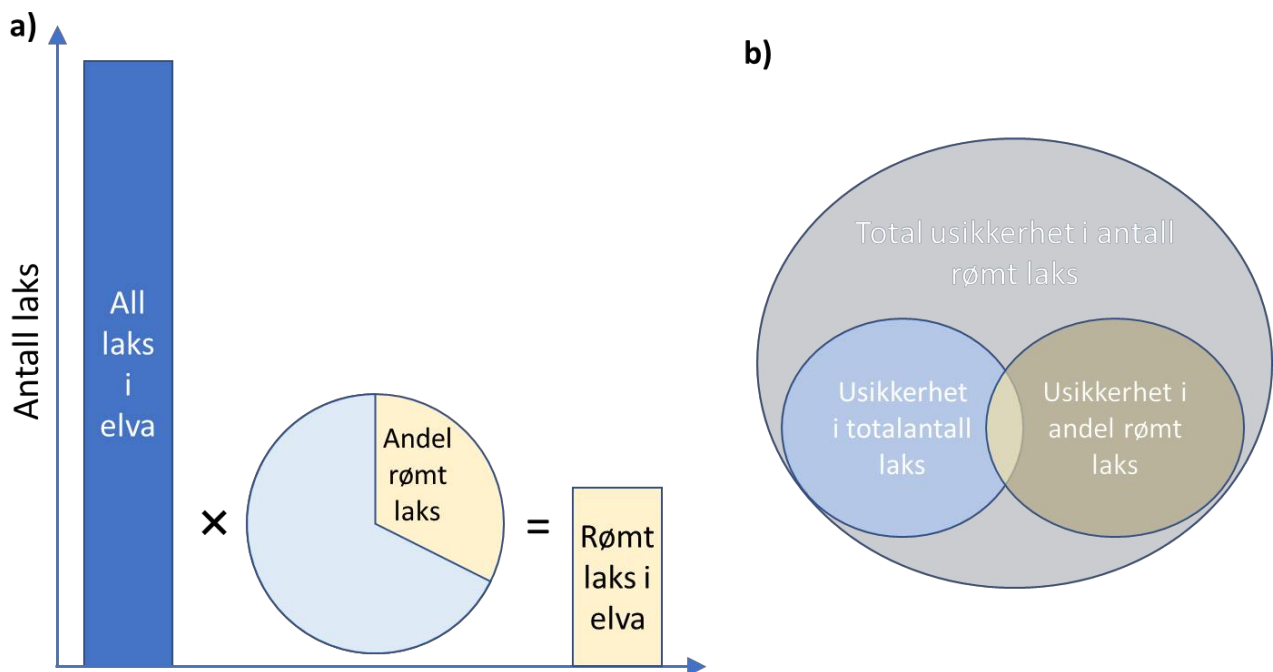 a)
Antall laks
All
laks
i
elva
×
Andel
rømt
laks
=
Rømt
laks i
elva
b)
Total usikkerhet i antall
rømt laks
Usikkerhet
i totalantall
laks
Usikkerhet i
andel rømt
laks